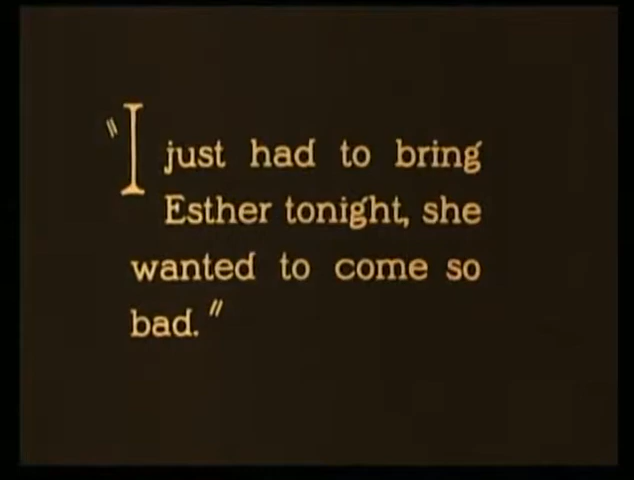 "I just had to bring
Esther tonight, she
wanted to come so
bad."